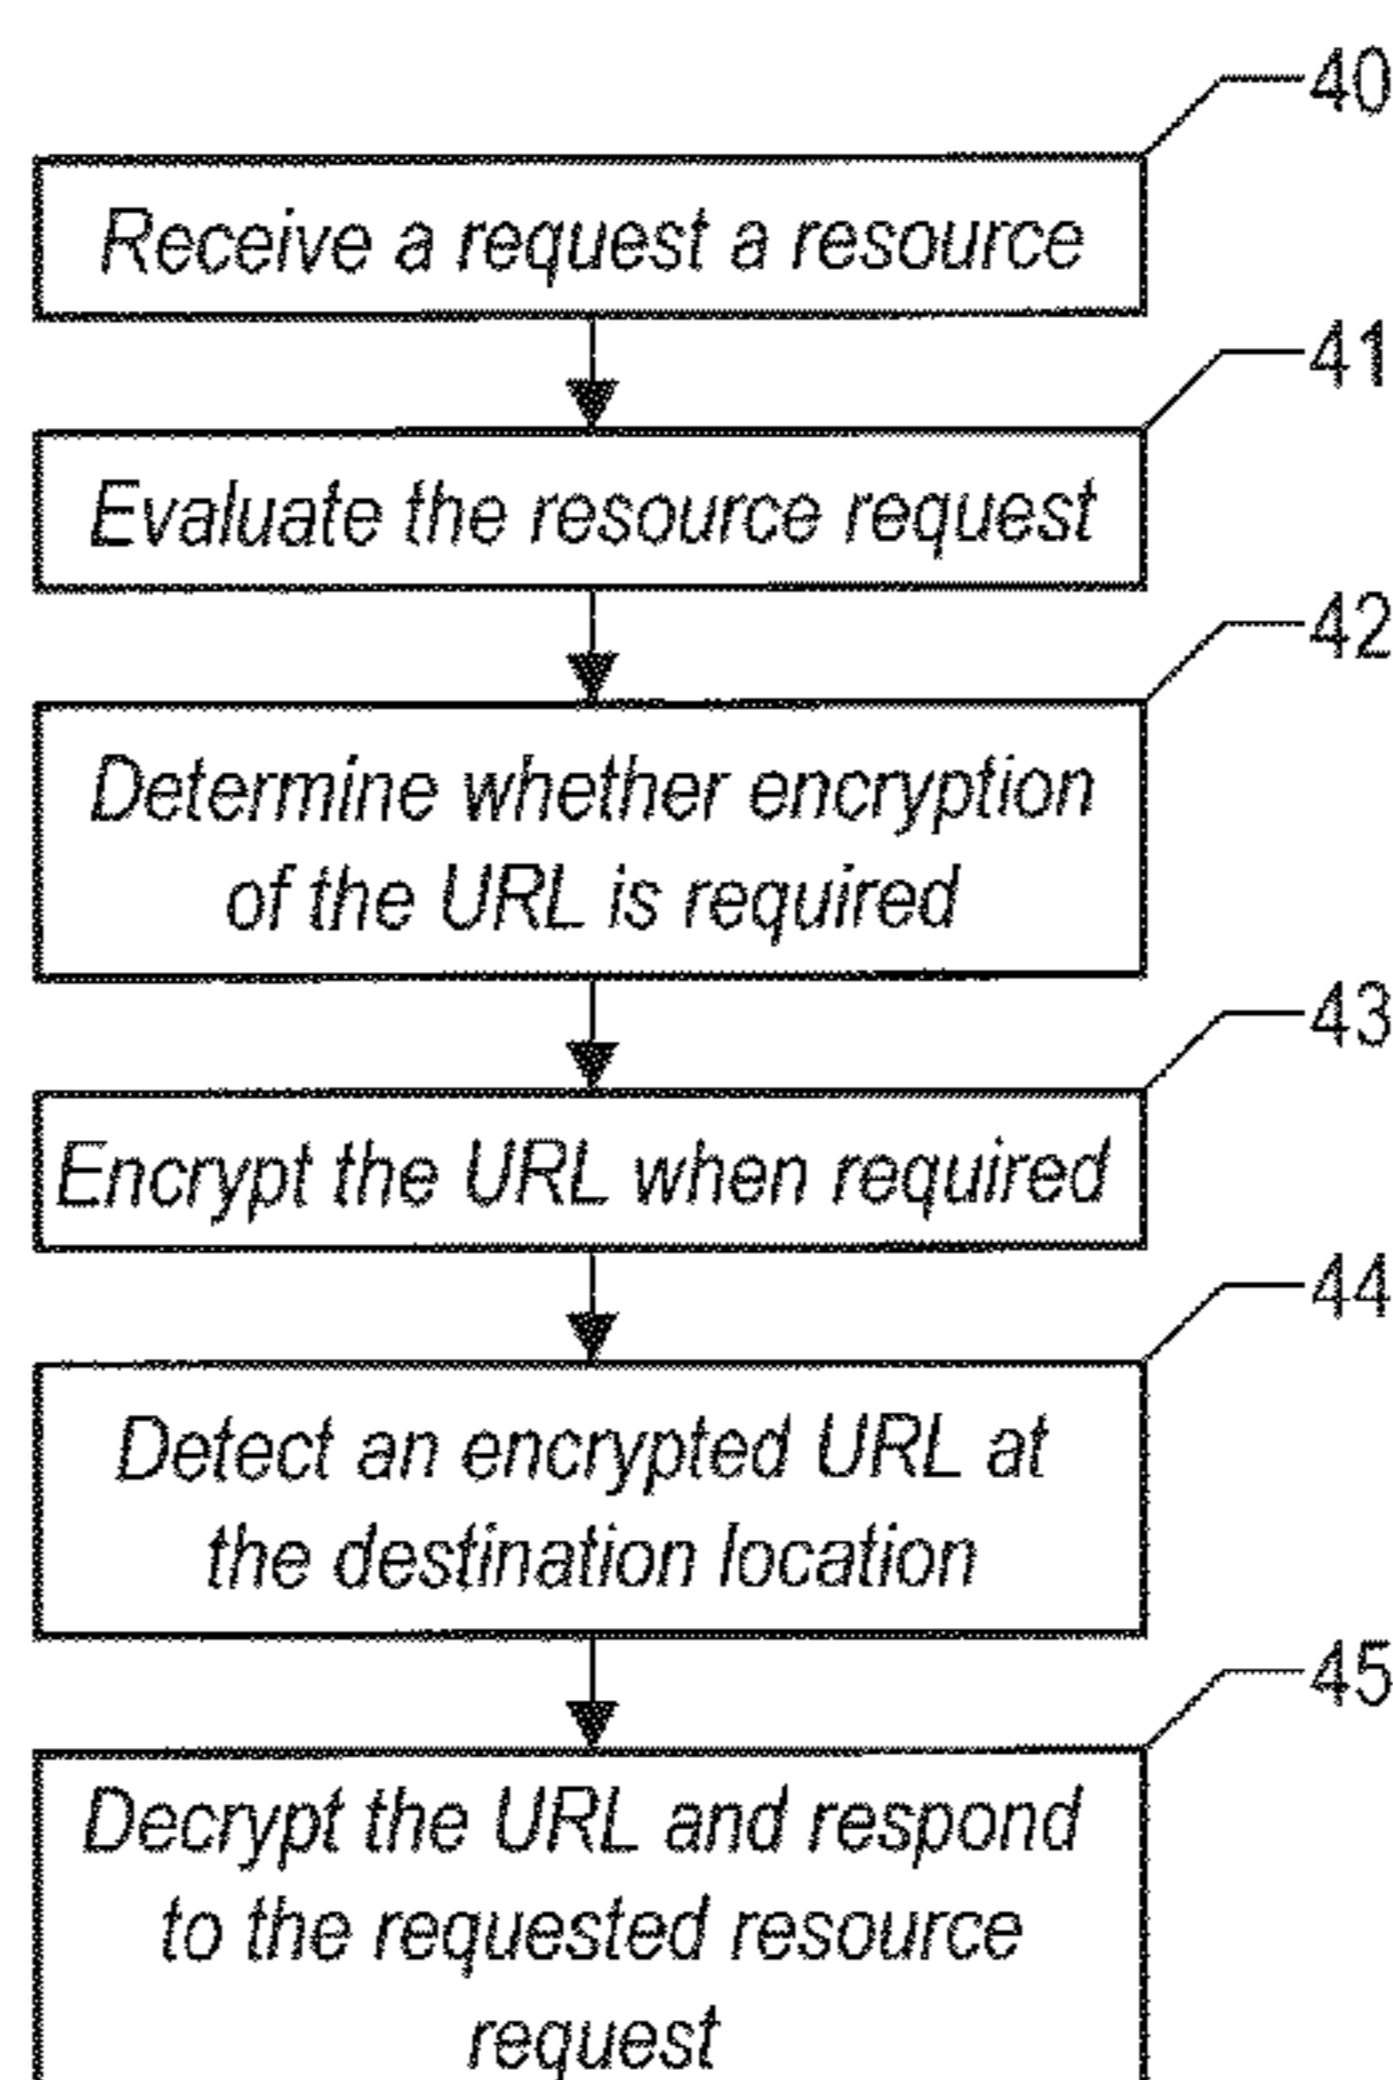 40
Receive a request a resource
41
Evaluate the resource request
42
Determine whether encryption
of the URL is required
43
Encrypt the URL when required
44
Detect an encrypted URL at
the destination location
45
Decrypt the URL and respond
to the requested resource
request